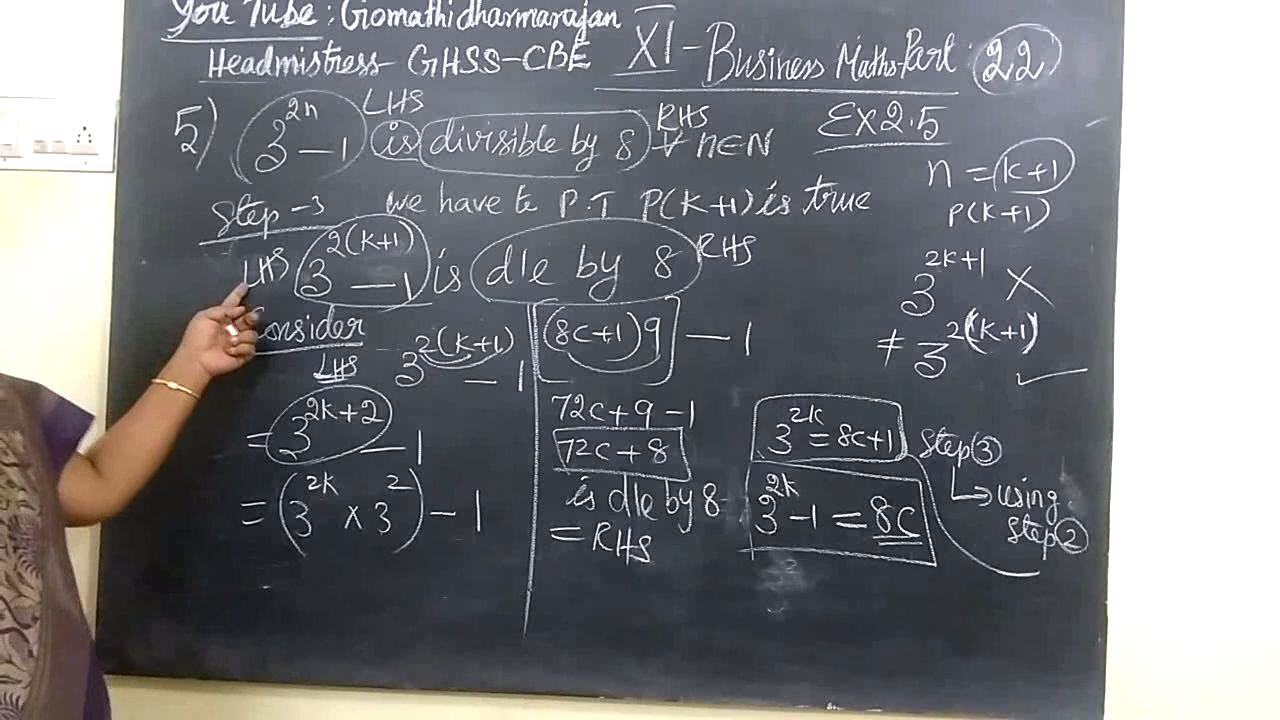 You Tube : Giomathidharmarajan
Headmistress- GHSS-CBE
XI - Business Maths-Part : 22
Ex 2.5
LHS RHS
5) 3^{2n} - 1 is divisible by 8 ∀ n∈N
n = k+1
P(k+1)
Step -3 we have to P.T P(k+1) is true
LHS 3^{2(k+1)} - 1 is dle by 8 RHS
3^{2k+1} ×
≠ 3^{2(k+1)} ✓
Consider
LHS 3^{2(k+1)} - 1
= 3^{2k+2} - 1
= (3^{2k} × 3^{2}) - 1
[(8c+1) 9] - 1
72c + 9 - 1
72c + 8
is dle by 8
= RHS
3^{2k} = 8c+1 Step ③
3^{2k} - 1 = 8c
↳ using
step ②